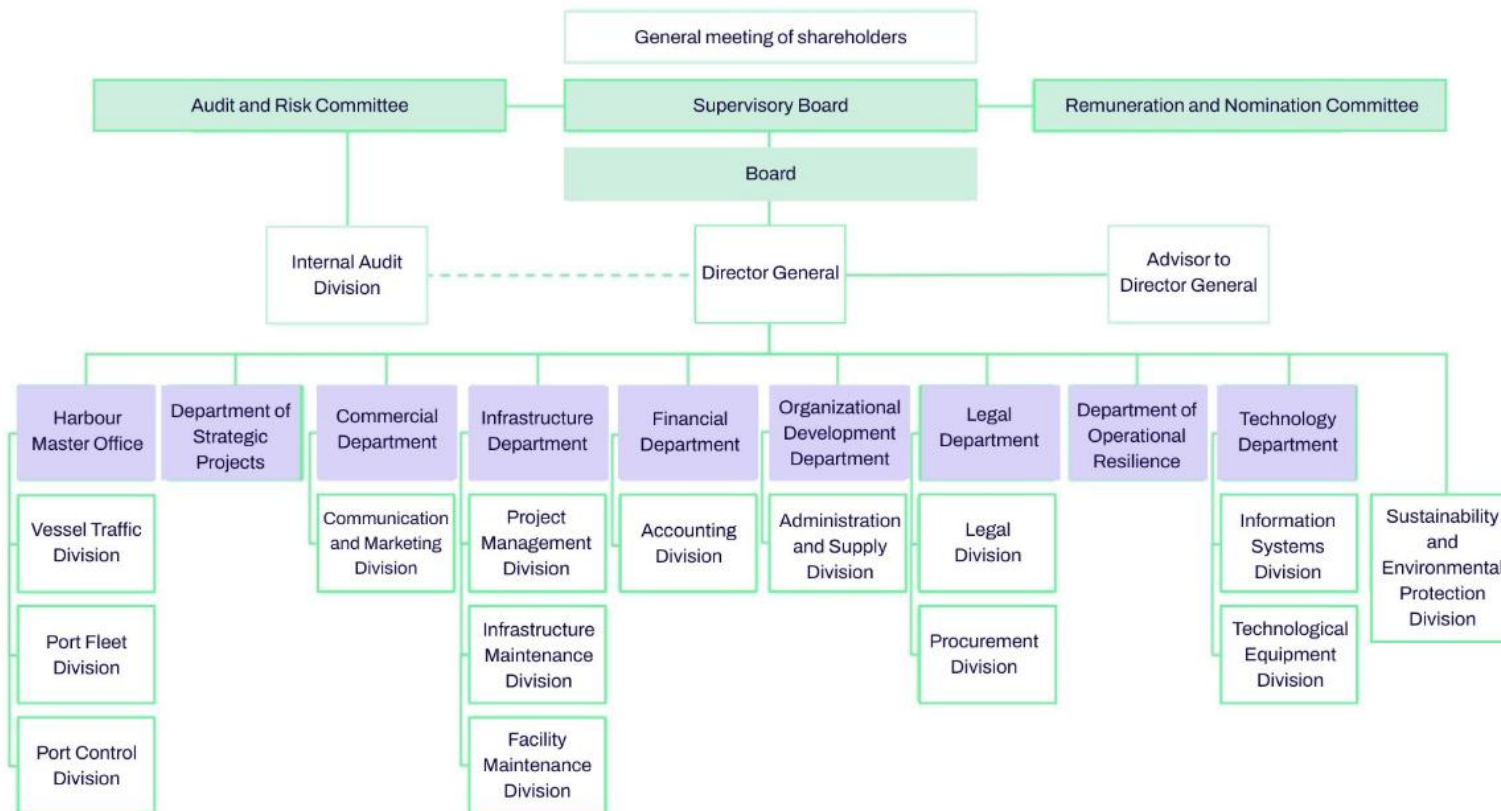 General meeting of shareholders
Audit and Risk Committee
Supervisory Board
Remuneration and Nomination Committee
Board
Internal Audit
Division
Director General
Advisor to
Director General
Harbour
Master Office
Department of
Strategic
Projects
Commercial
Department
Infrastructure
Department
Financial
Department
Organizational
Development
Department
Legal
Department
Department of
Operational
Resilience
Technology
Department
Vessel Traffic
Division
Communication
and Marketing
Division
Project
Management
Division
Accounting
Division
Administration
and Supply
Division
Legal
Division
Information
Systems
Division
Sustainability
and
Environmental
Protection
Division
Port Fleet
Division
Infrastructure
Maintenance
Division
Procurement
Division
Technological
Equipment
Division
Port Control
Division
Facility
Maintenance
Division